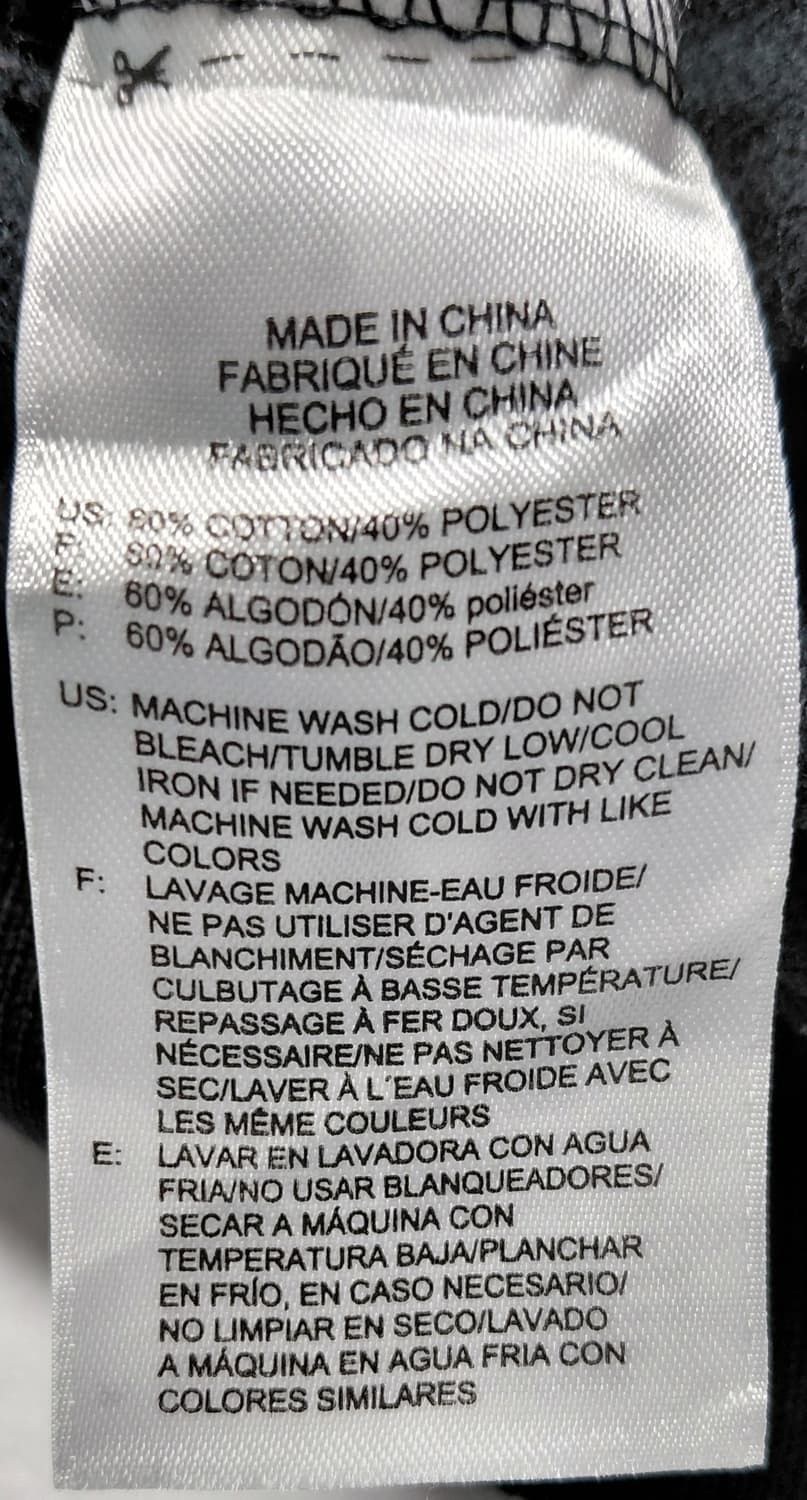 MADE IN CHINA
FABRIQUÉ EN CHINE
HECHO EN CHINA
FABRICADO NA CHINA
US: 60% COTTON/40% POLYESTER
F: 60% COTON/40% POLYESTER
E: 60% ALGODÓN/40% poliéster
P: 60% ALGODÃO/40% POLIÉSTER
US: MACHINE WASH COLD/DO NOT
BLEACH/TUMBLE DRY LOW/COOL
IRON IF NEEDED/DO NOT DRY CLEAN/
MACHINE WASH COLD WITH LIKE
COLORS
F: LAVAGE MACHINE-EAU FROIDE/
NE PAS UTILISER D'AGENT DE
BLANCHIMENT/SÉCHAGE PAR
CULBUTAGE À BASSE TEMPÉRATURE/
REPASSAGE À FER DOUX, SI
NÉCESSAIRE/NE PAS NETTOYER À
SEC/LAVER À L'EAU FROIDE AVEC
LES MÊME COULEURS
E: LAVAR EN LAVADORA CON AGUA
FRIA/NO USAR BLANQUEADORES/
SECAR A MÁQUINA CON
TEMPERATURA BAJA/PLANCHAR
EN FRÍO, EN CASO NECESARIO/
NO LIMPIAR EN SECO/LAVADO
A MÁQUINA EN AGUA FRIA CON
COLORES SIMILARES